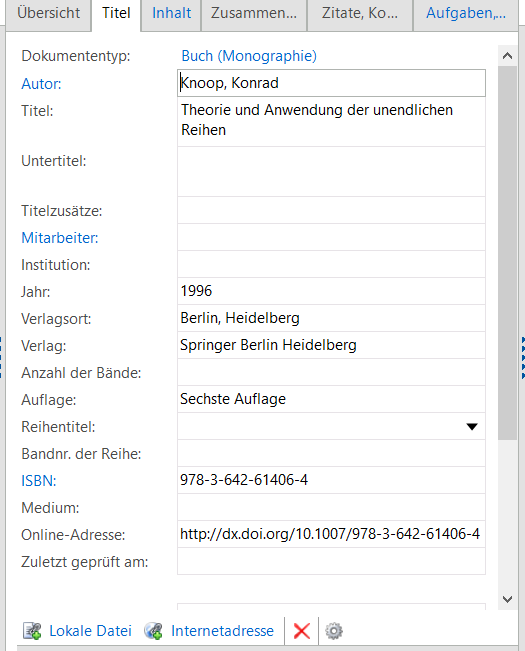 Übersicht Titel Inhalt Zusammen... Zitate, Ko... Aufgaben,...
Dokumententyp: Buch (Monographie)
Autor: Knoop, Konrad
Titel: Theorie und Anwendung der unendlichen
Reihen
Untertitel:
Titelzusätze:
Mitarbeiter:
Institution:
Jahr: 1996
Verlagsort: Berlin, Heidelberg
Verlag: Springer Berlin Heidelberg
Anzahl der Bände:
Auflage: Sechste Auflage
Reihentitel:
Bandnr. der Reihe:
ISBN: 978-3-642-61406-4
Medium:
Online-Adresse: http://dx.doi.org/10.1007/978-3-642-61406-4
Zuletzt geprüft am:
Lokale Datei Internetadresse